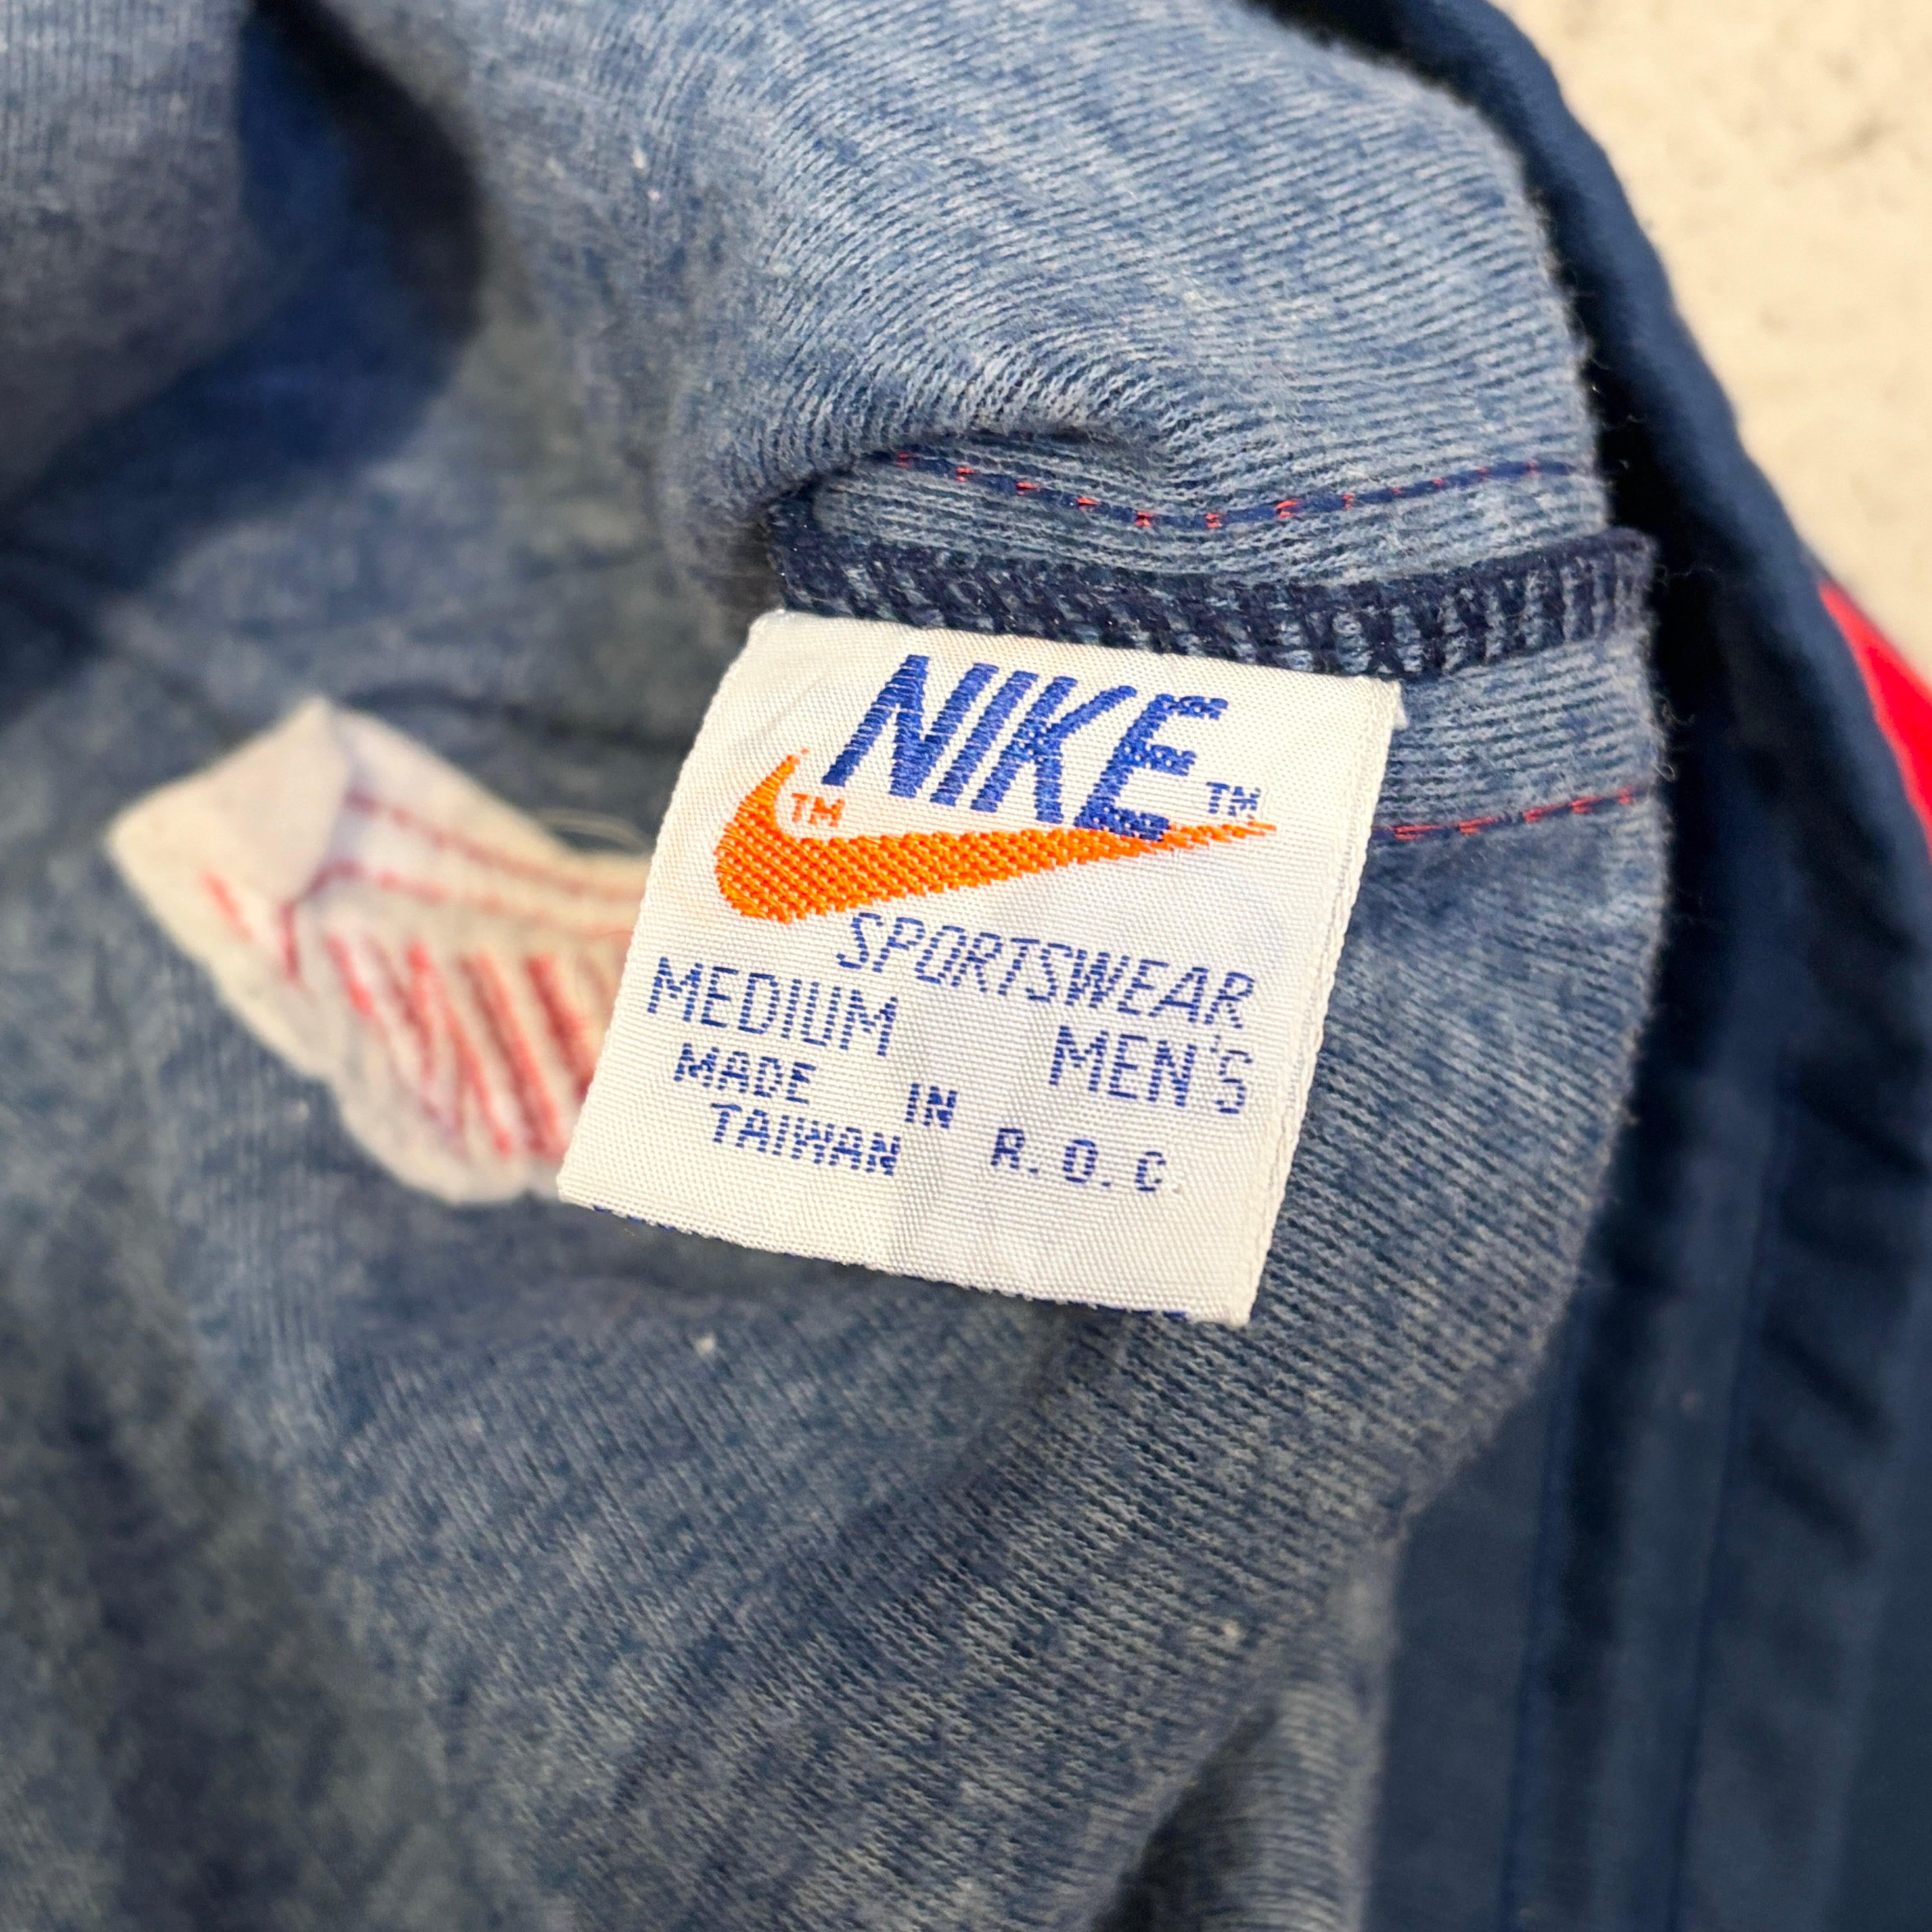 NIKE TM
TM
SPORTSWEAR
MEDIUM MEN'S
MADE IN
TAIWAN R.O.C.